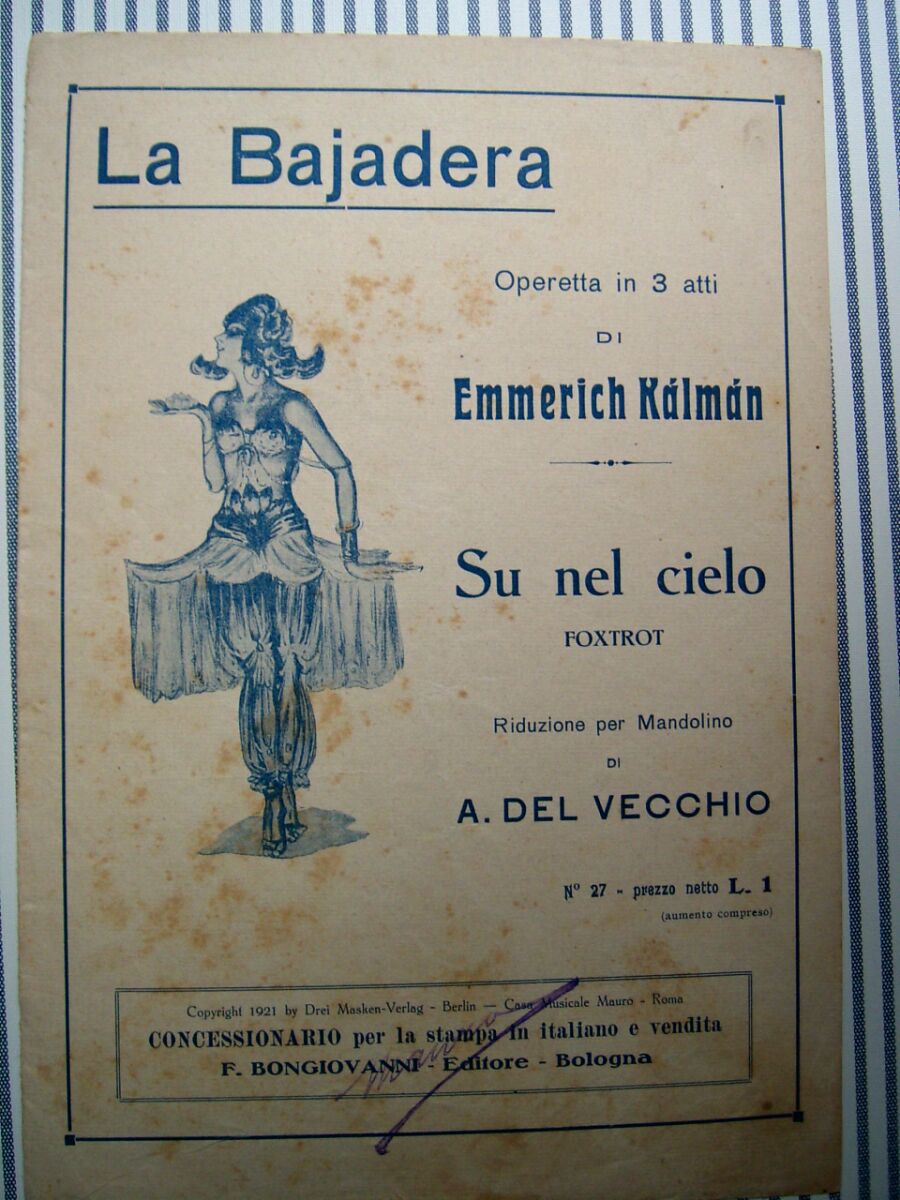 La Bajadera
Operetta in 3 atti
DI
Emmerich Kálmán
Su nel cielo
FOXTROT
Riduzione per Mandolino
DI
A. DEL VECCHIO
Nº 27 - prezzo netto L. 1
(aumento compreso)
Copyright 1921 by Drei Masken-Verlag - Berlin — Casa Musicale Mauro - Roma
CONCESSIONARIO per la stampa in italiano e vendita
F. BONGIOVANNI - Editore - Bologna